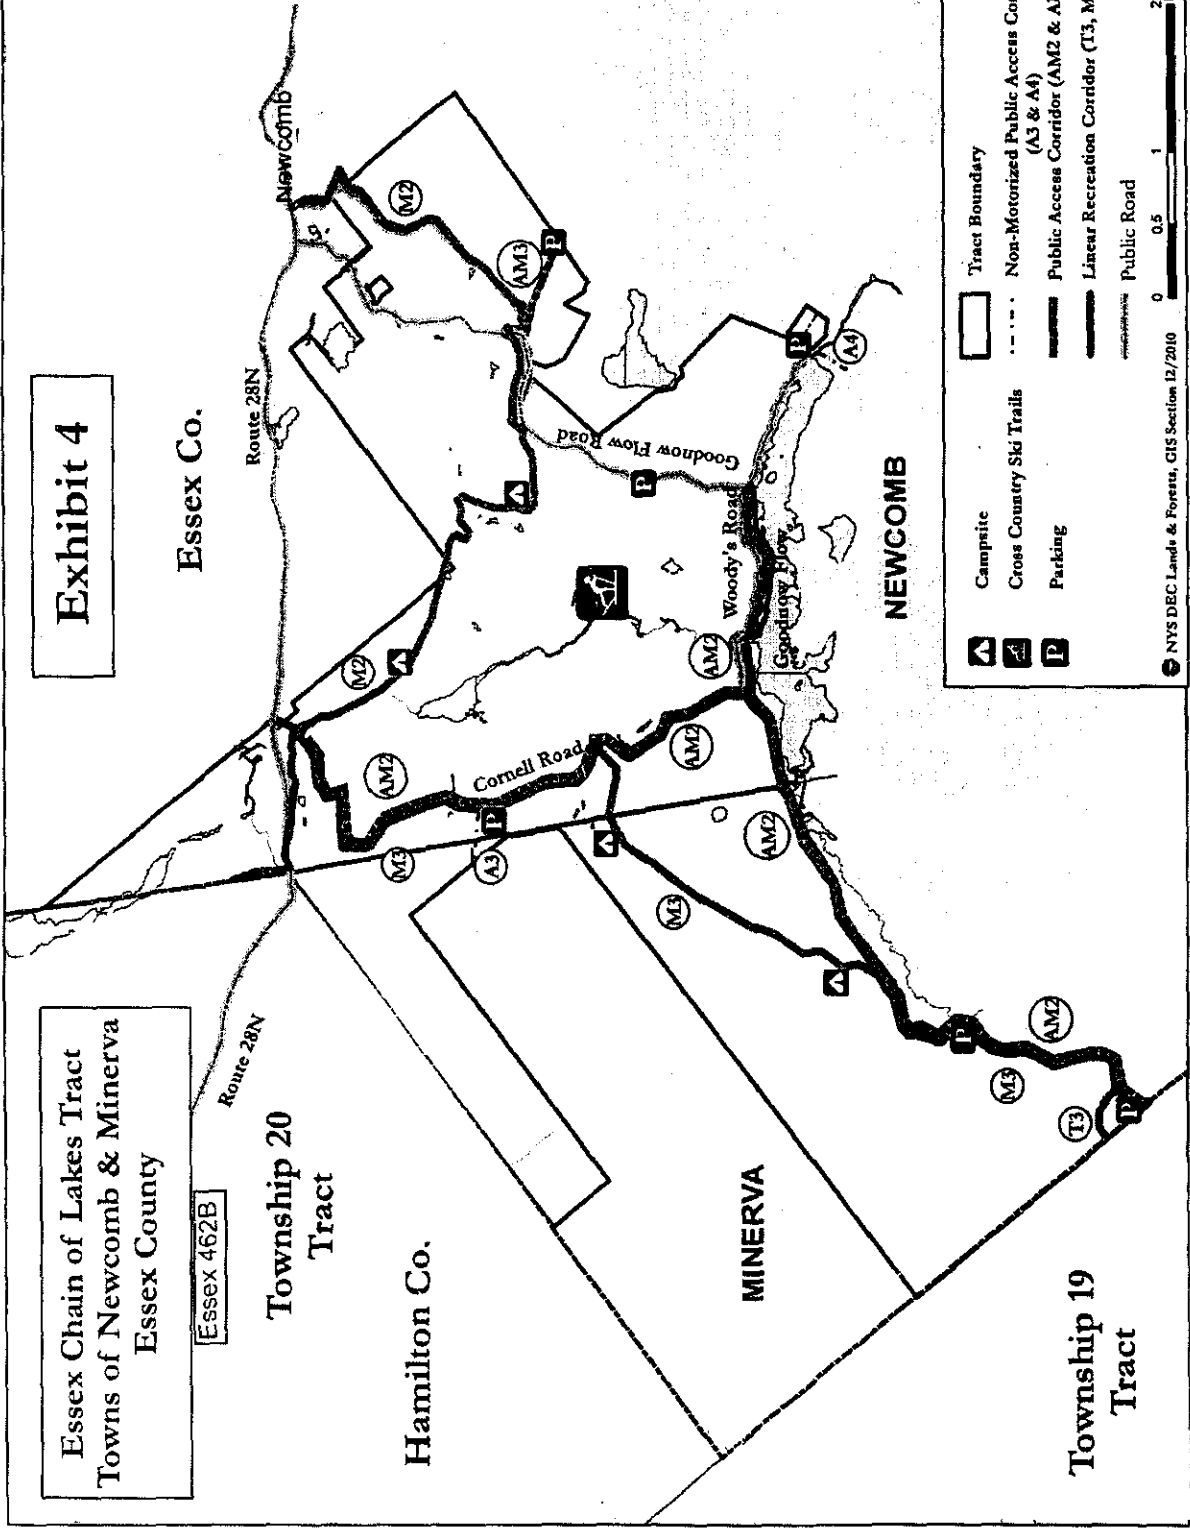 Exhibit 4
Essex Chain of Lakes Tract
Towns of Newcomb & Minerva
Essex County
Essex 462B
Essex Co.
Route 28N
Route 28N
Newcomb
Township 20
Tract
Hamilton Co.
MINERVA
Township 19
Tract
NEWCOMB
Cornell Road
Woody's Road
Goodnow Flow
Goodnow Flow Road
M2
AM3
P
M2
AM2
P
A3
M3
AM2
AM2
AM2
M3
P
AM2
M3
T3
P
P
P
A4
Campsite
Cross Country Ski Trails
P Parking
Tract Boundary
Non-Motorized Public Access Cor
(A3 & A4)
Public Access Corridor (AM2 & A
Linear Recreation Corridor (T3, M
Public Road
0 0.5 1 2
NYS DEC Lands & Forests, GIS Section 12/2010